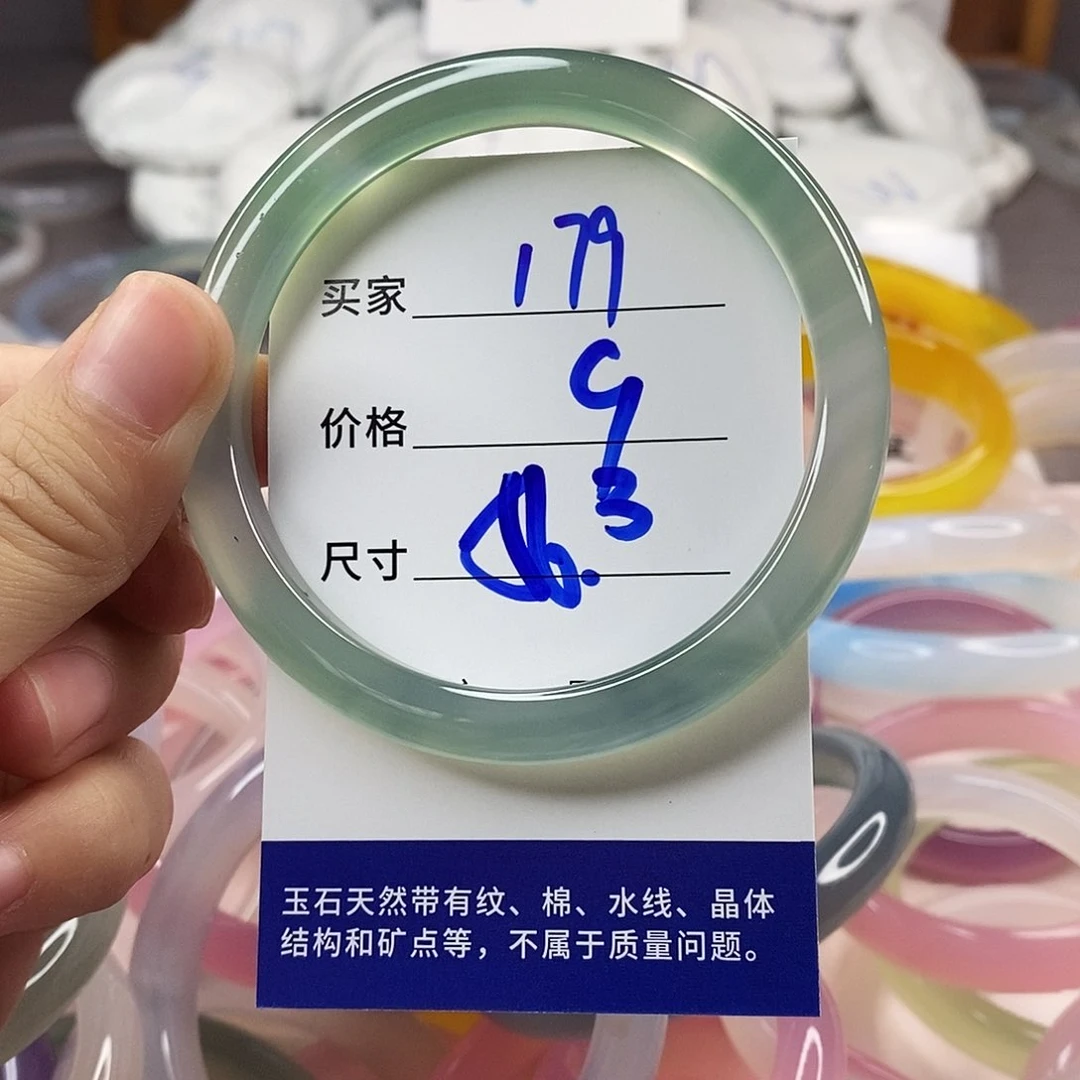 买家 179
价格 9
尺寸 56.3
玉石天然带有纹、棉、水线、晶体
结构和矿点等，不属于质量问题。